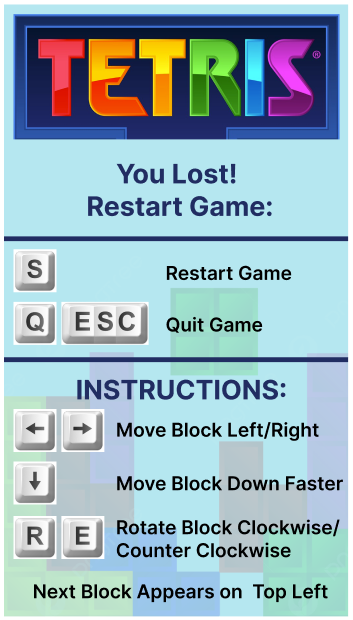 TETRIS®
You Lost!
Restart Game:
S Restart Game
Q ESC Quit Game
INSTRUCTIONS:
← → Move Block Left/Right
↓ Move Block Down Faster
R E Rotate Block Clockwise/
Counter Clockwise
Next Block Appears on Top Left